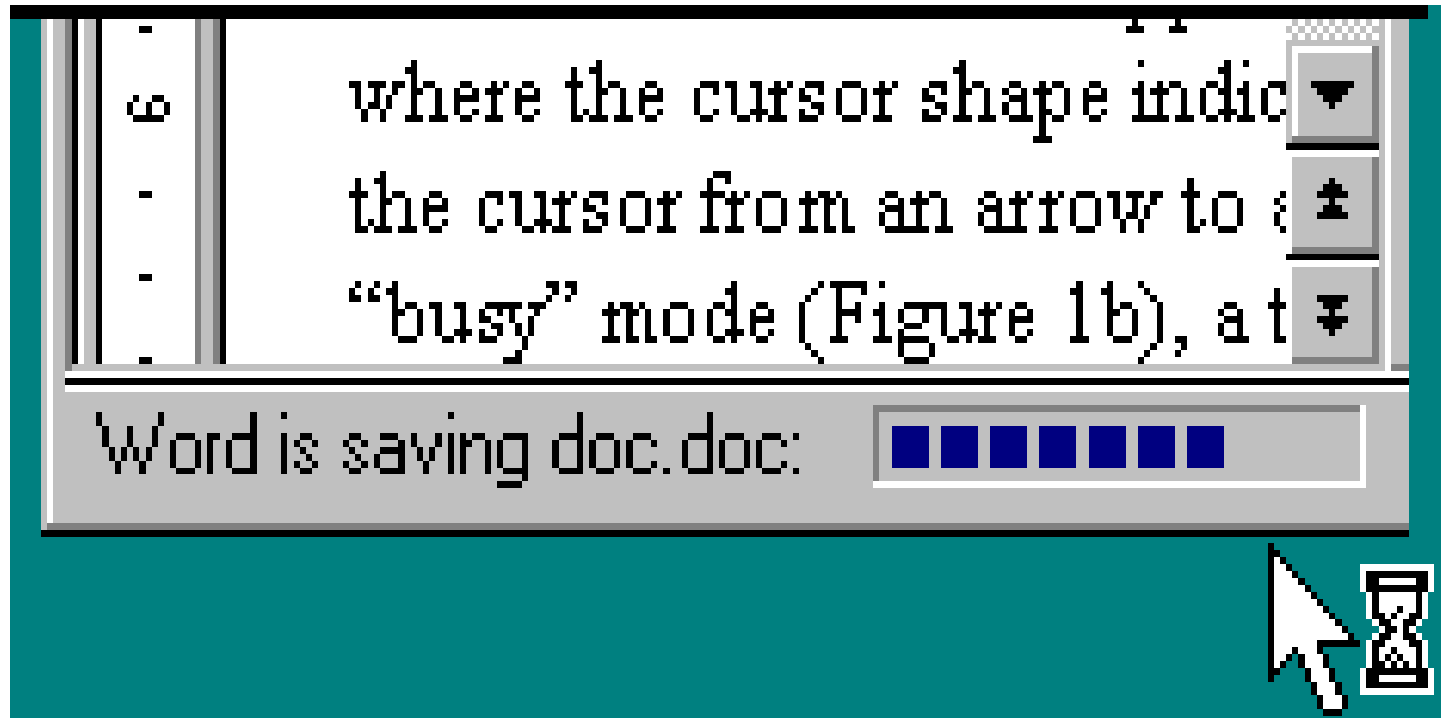 where the cursor shape indic
the cursor from an arrow to
“busy” mode (Figure 1b), a t
Word is saving doc.doc: